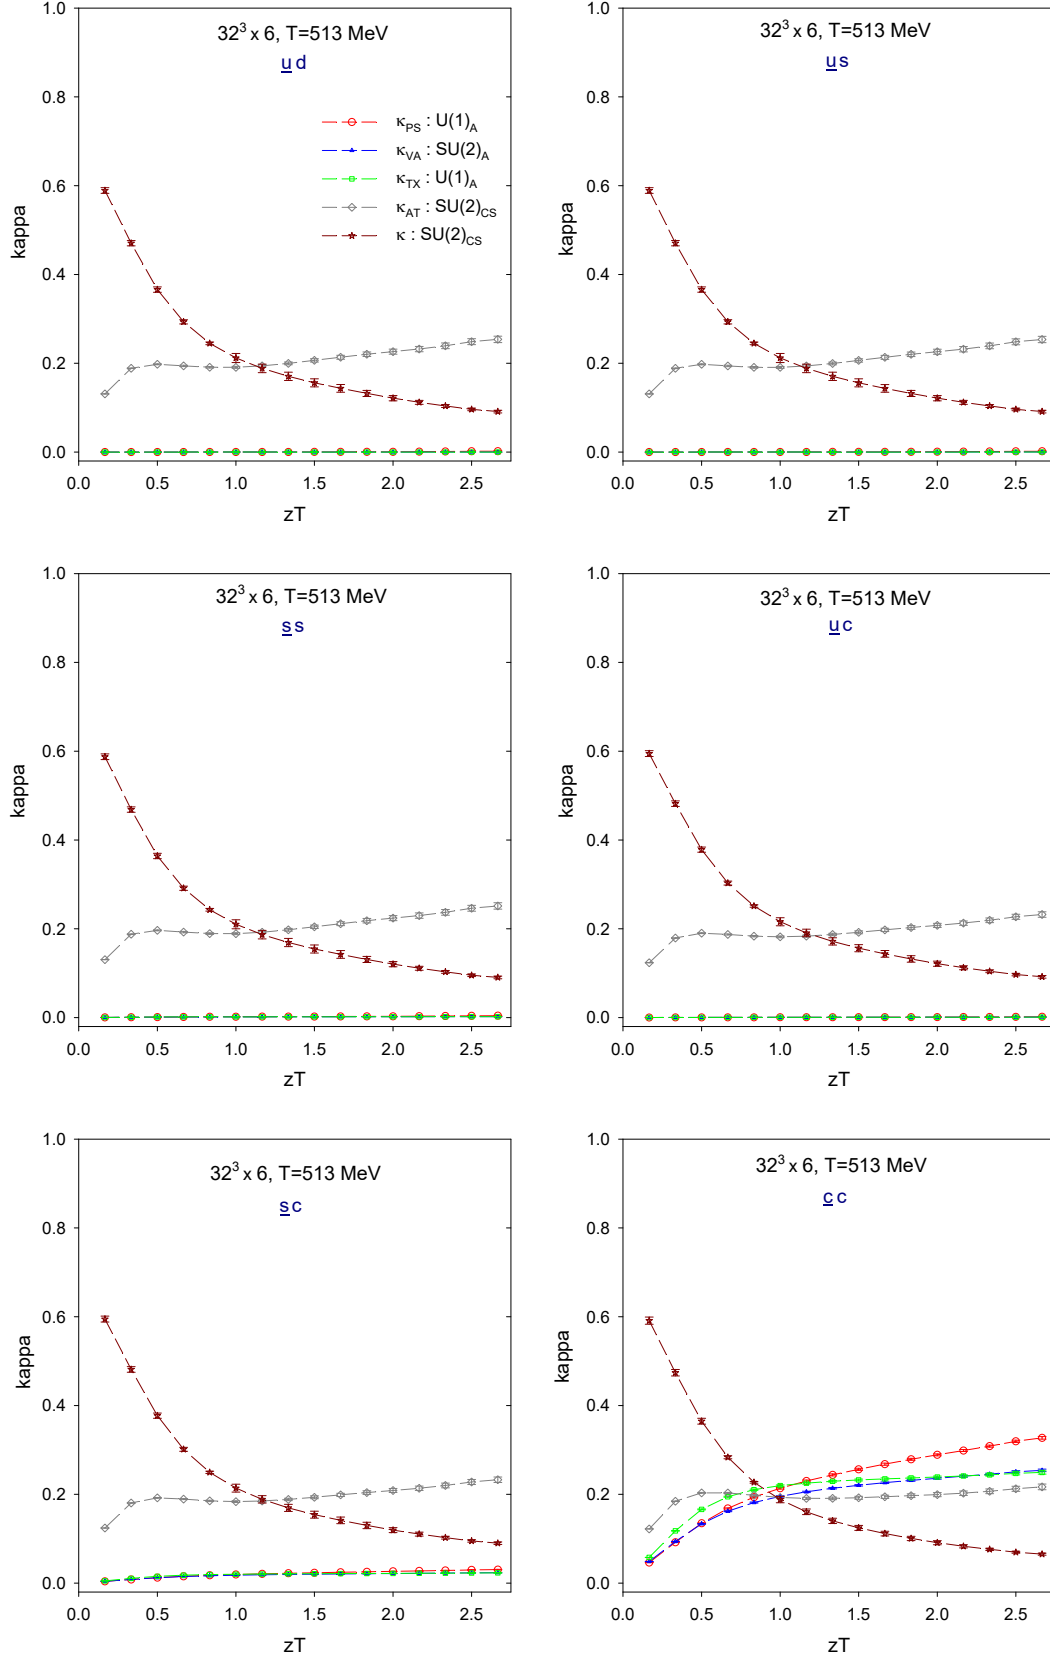 32³ x 6, T=513 MeV
u d
κPS : U(1)A
κVA : SU(2)A
κTX : U(1)A
κAT : SU(2)CS
κ : SU(2)CS
kappa
1.0
0.8
0.6
0.4
0.2
0.0
0.0 0.5 1.0 1.5 2.0 2.5
zT
32³ x 6, T=513 MeV
u s
kappa
1.0
0.8
0.6
0.4
0.2
0.0
0.0 0.5 1.0 1.5 2.0 2.5
zT
32³ x 6, T=513 MeV
s s
kappa
1.0
0.8
0.6
0.4
0.2
0.0
0.0 0.5 1.0 1.5 2.0 2.5
zT
32³ x 6, T=513 MeV
u c
kappa
1.0
0.8
0.6
0.4
0.2
0.0
0.0 0.5 1.0 1.5 2.0 2.5
zT
32³ x 6, T=513 MeV
s c
kappa
1.0
0.8
0.6
0.4
0.2
0.0
0.0 0.5 1.0 1.5 2.0 2.5
zT
32³ x 6, T=513 MeV
c c
kappa
1.0
0.8
0.6
0.4
0.2
0.0
0.0 0.5 1.0 1.5 2.0 2.5
zT